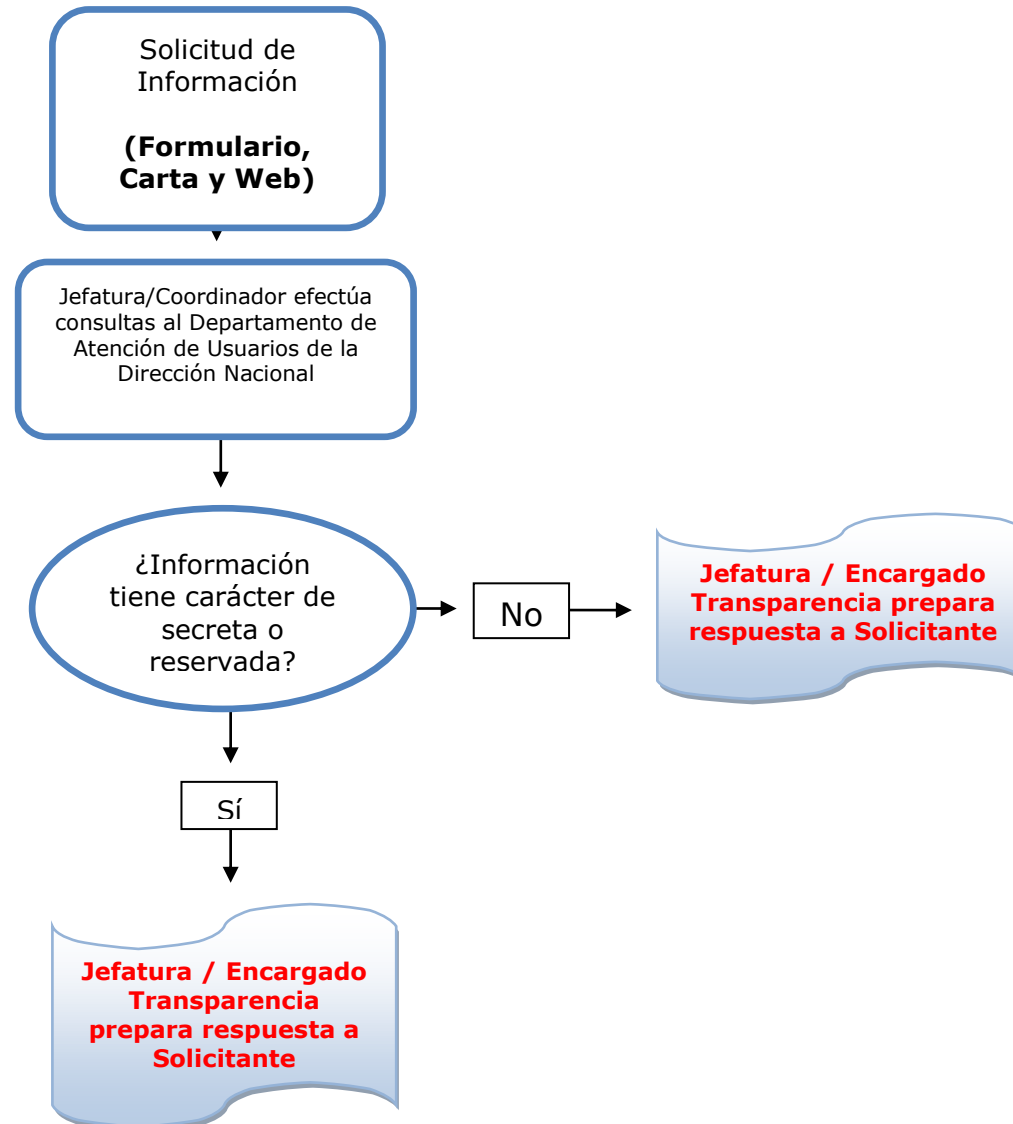 Solicitud de
Información
(Formulario,
Carta y Web)
Jefatura/Coordinador efectúa
consultas al Departamento de
Atención de Usuarios de la
Dirección Nacional
¿Información
tiene carácter de
secreta o
reservada?
No
Jefatura / Encargado
Transparencia prepara
respuesta a Solicitante
Sí
Jefatura / Encargado
Transparencia
prepara respuesta a
Solicitante